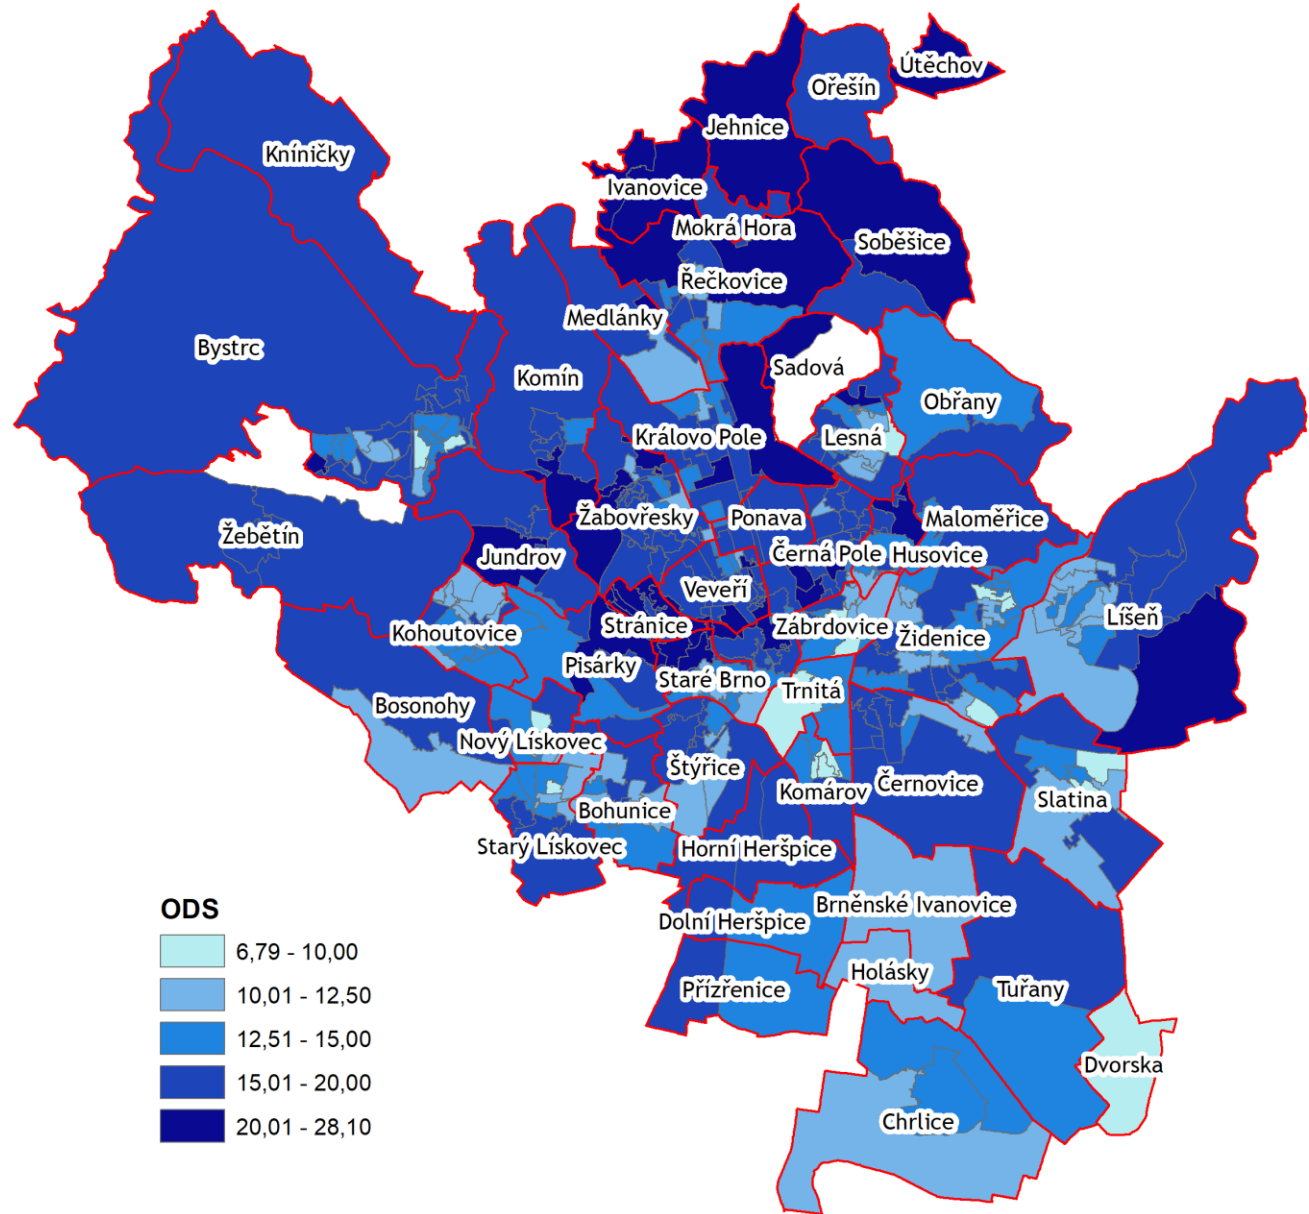 Útěchov
Ořešín
Jehnice
Kníničky
Ivanovice
Mokrá Hora
Soběšice
Řečkovice
Medlánky
Bystrc
Sadová
Komín
Obřany
Královo Pole
Lesná
Žabovřesky
Ponava
Maloměřice
Žebětín
Jundrov
Černá Pole
Husovice
Veveří
Líšeň
Stránice
Zábrdovice
Kohoutovice
Židenice
Pisárky
Staré Brno
Trnitá
Bosonohy
Nový Lískovec
Štýřice
Komárov
Černovice
Slatina
Bohunice
Starý Lískovec
Horní Heršpice
Brněnské Ivanovice
Dolní Heršpice
Holásky
Přízřenice
Tuřany
Dvorska
Chrlice
ODS
6,79 - 10,00
10,01 - 12,50
12,51 - 15,00
15,01 - 20,00
20,01 - 28,10